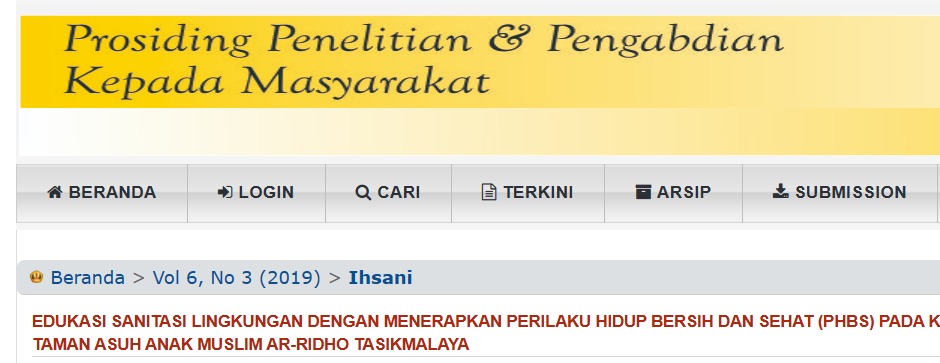 Prosiding Penelitian & Pengabdian
Kepada Masyarakat
BERANDA LOGIN CARI TERKINI ARSIP SUBMISSION
Beranda > Vol 6, No 3 (2019) > Ihsani
EDUKASI SANITASI LINGKUNGAN DENGAN MENERAPKAN PERILAKU HIDUP BERSIH DAN SEHAT (PHBS) PADA
TAMAN ASUH ANAK MUSLIM AR-RIDHO TASIKMALAYA